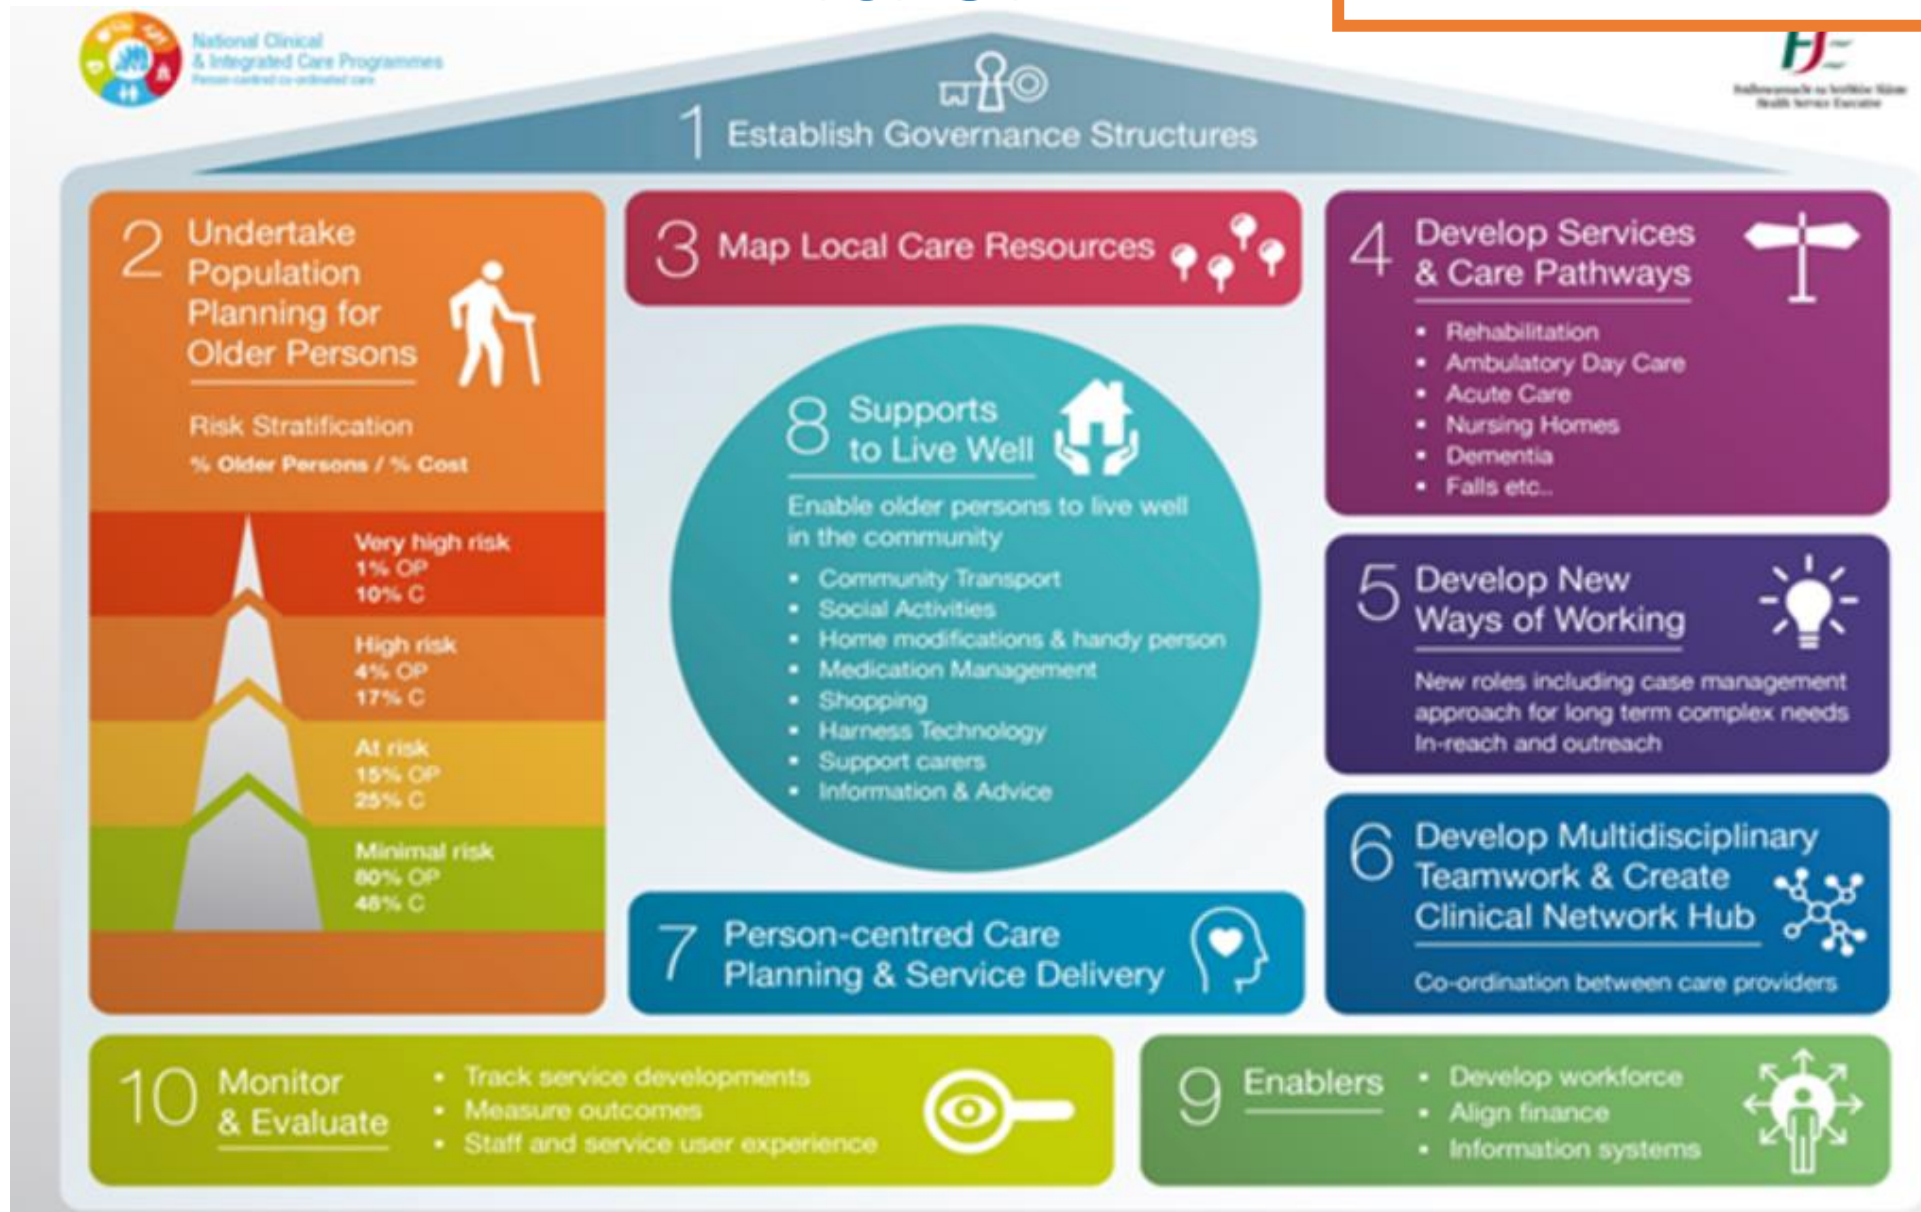 National Clinical
& Integrated Care Programmes
Person-centred co-ordinated care
Health Service Executive
1 Establish Governance Structures
2 Undertake
Population
Planning for
Older Persons
Risk Stratification
% Older Persons / % Cost
Very high risk
1% OP
10% C
High risk
4% OP
17% C
At risk
15% OP
25% C
Minimal risk
80% OP
48% C
3 Map Local Care Resources
4 Develop Services
& Care Pathways
▪ Rehabilitation
▪ Ambulatory Day Care
▪ Acute Care
▪ Nursing Homes
▪ Dementia
▪ Falls etc..
5 Develop New
Ways of Working
New roles including case management
approach for long term complex needs
In-reach and outreach
6 Develop Multidisciplinary
Teamwork & Create
Clinical Network Hub
Co-ordination between care providers
7 Person-centred Care
Planning & Service Delivery
8 Supports
to Live Well
Enable older persons to live well
in the community
▪ Community Transport
▪ Social Activities
▪ Home modifications & handy person
▪ Medication Management
▪ Shopping
▪ Harness Technology
▪ Support carers
▪ Information & Advice
9 Enablers
▪ Develop workforce
▪ Align finance
▪ Information systems
10 Monitor
& Evaluate
▪ Track service developments
▪ Measure outcomes
▪ Staff and service user experience